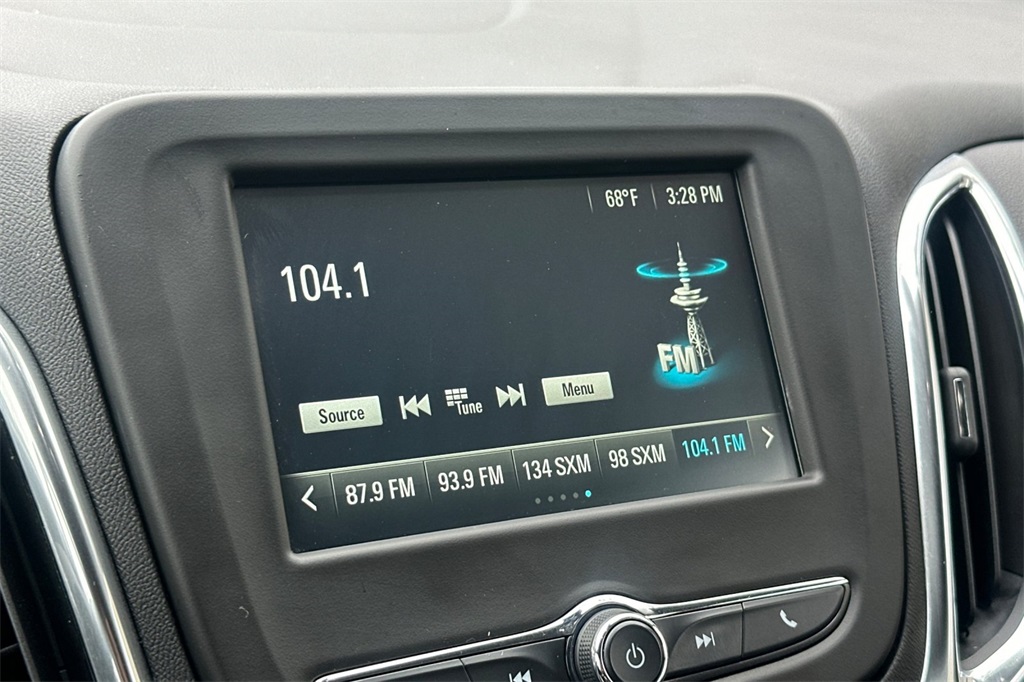 68°F 3:28 PM
104.1
FM
Source Tune Menu
87.9 FM 93.9 FM 134 SXM 98 SXM 104.1 FM